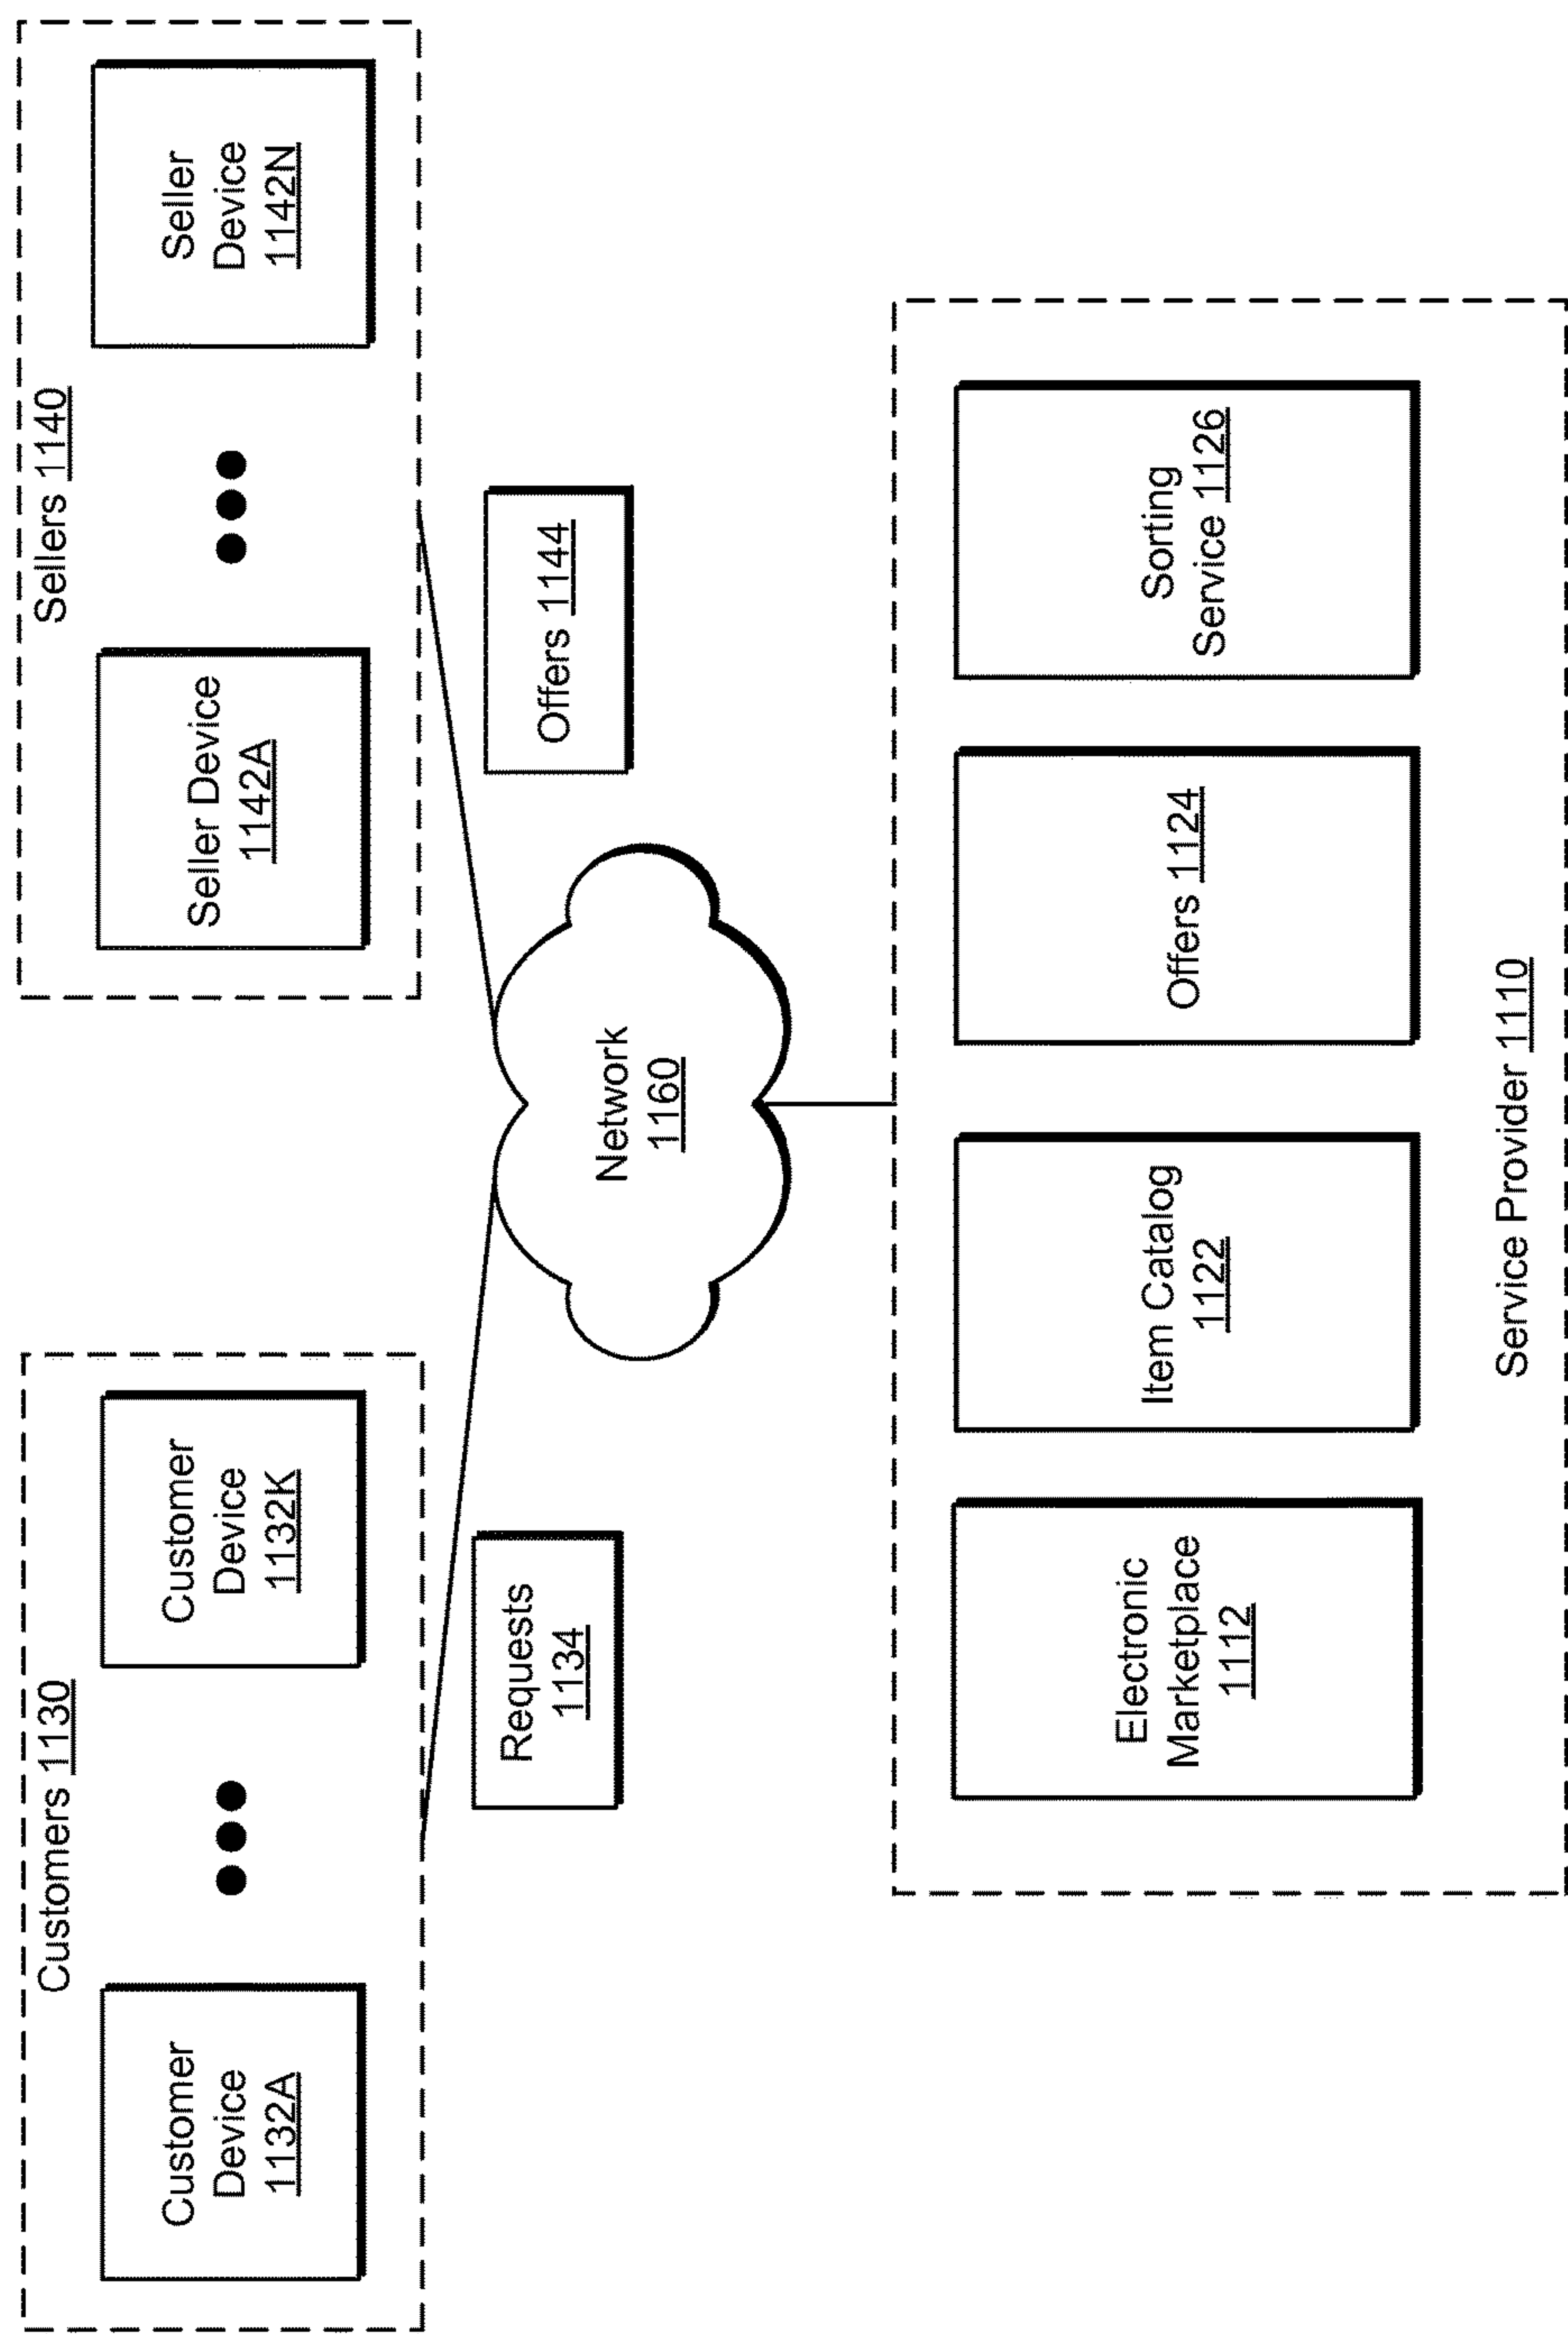 Customers 1130
Customer
Device
1132A
Customer
Device
1132K
Sellers 1140
Seller Device
1142A
Seller
Device
1142N
Requests
1134
Offers 1144
Network
1160
Electronic
Marketplace
1112
Item Catalog
1122
Offers 1124
Sorting
Service 1126
Service Provider 1110